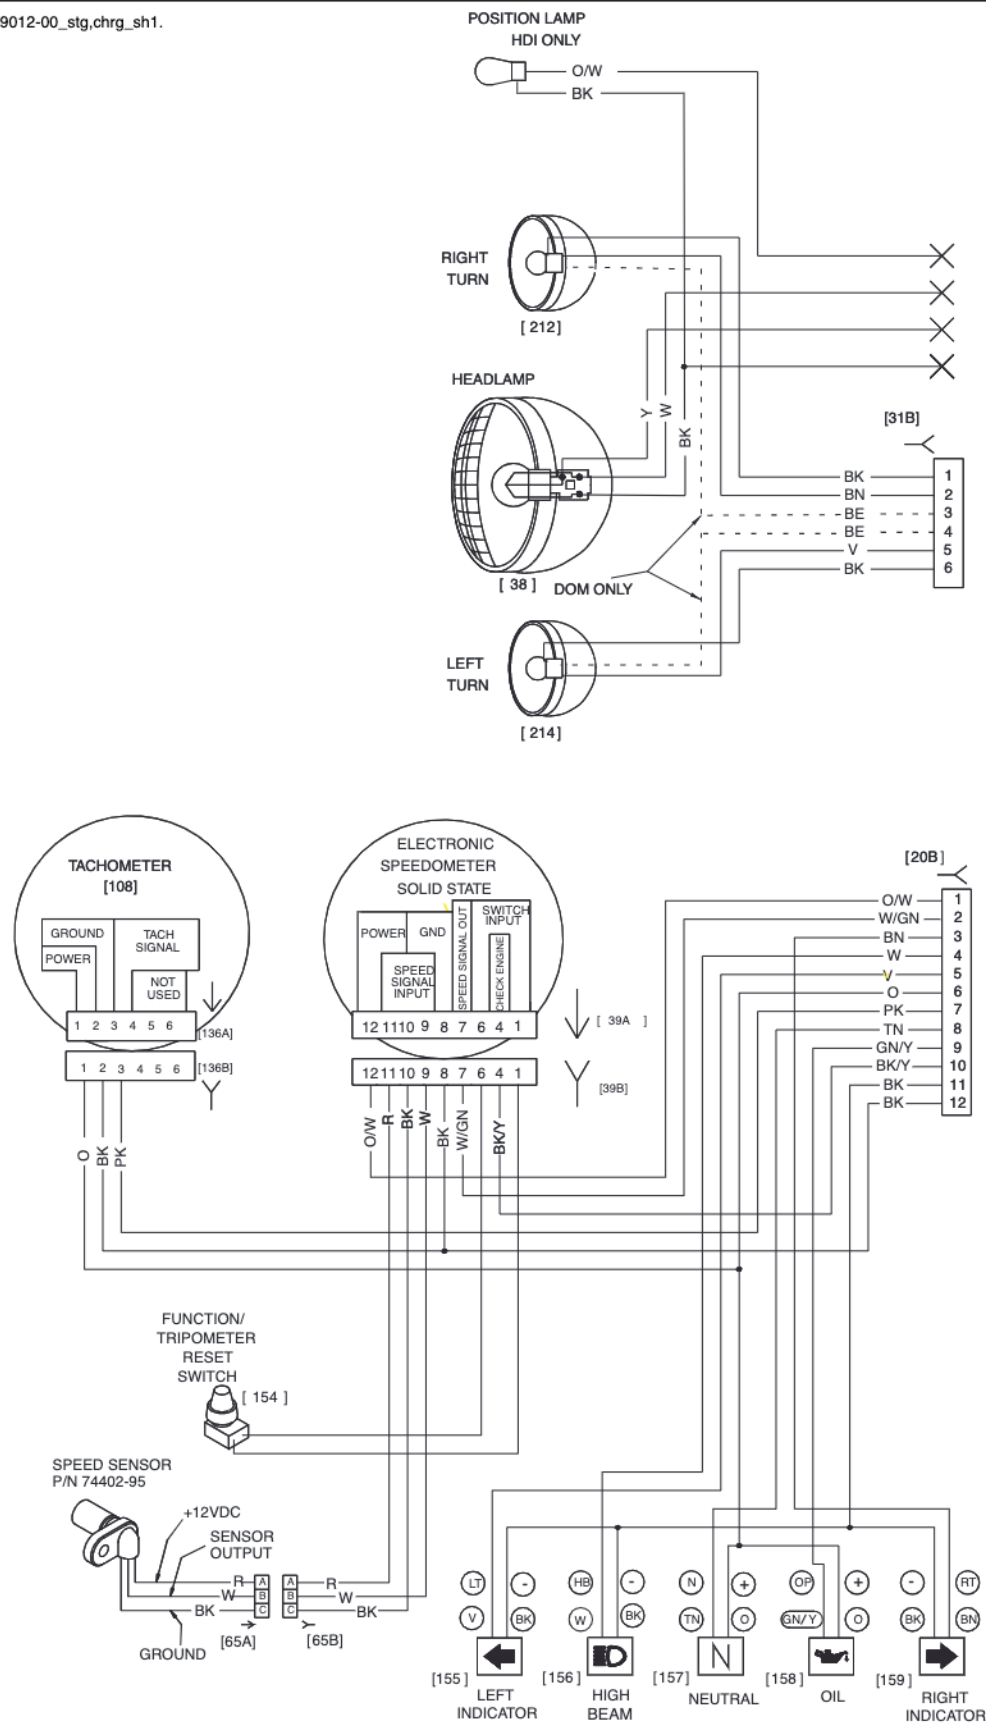 9012-00_stg,chrg_sh1.
POSITION LAMP
HDI ONLY
O/W
BK
RIGHT
TURN
[ 212]
HEADLAMP
Y
W
BK
[31B]
BK 1
BN 2
BE 3
BE 4
V 5
BK 6
[ 38 ]
DOM ONLY
LEFT
TURN
[ 214]
TACHOMETER
[108]
GROUND
POWER
TACH
SIGNAL
NOT
USED
1 2 3 4 5 6
[136A]
1 2 3 4 5 6
[136B]
O
BK
PK
ELECTRONIC
SPEEDOMETER
SOLID STATE
POWER
GND
SPEED
SIGNAL
INPUT
SPEED SIGNAL OUT
SWITCH
INPUT
CHECK ENGINE
12 11 10 9 8 7 6 4 1
[ 39A ]
12 11 10 9 8 7 6 4 1
[39B]
O/W
R
BK
W
BK
W/GN
BK/Y
[20B]
O/W 1
W/GN 2
BN 3
W 4
V 5
O 6
PK 7
TN 8
GN/Y 9
BK/Y 10
BK 11
BK 12
FUNCTION/
TRIPOMETER
RESET
SWITCH
[ 154 ]
SPEED SENSOR
P/N 74402-95
+12VDC
SENSOR
OUTPUT
R A A R
W B B W
BK C C BK
[65A]
[65B]
GROUND
LT - HB - N + OP + - RT
V BK W BK TN O GN/Y O BK BN
N
[155]
[156]
[157]
[158]
[159]
LEFT
INDICATOR
HIGH
BEAM
NEUTRAL
OIL
RIGHT
INDICATOR